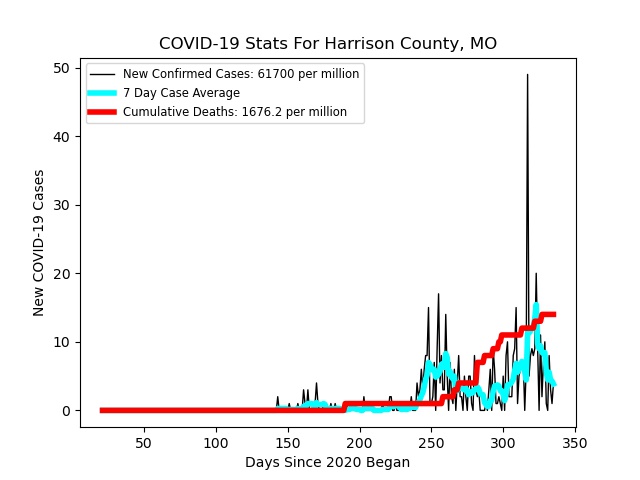 COVID-19 Stats For Harrison County, MO
New Confirmed Cases: 61700 per million
7 Day Case Average
Cumulative Deaths: 1676.2 per million
New COVID-19 Cases
50
40
30
20
10
0
50 100 150 200 250 300 350
Days Since 2020 Began